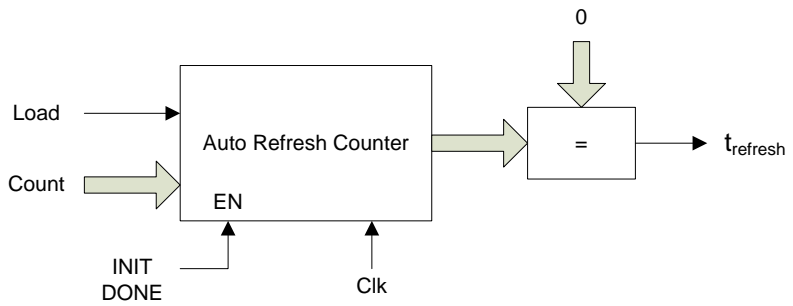 0
Load
Auto Refresh Counter
=
trefresh
Count
EN
INIT
DONE
Clk